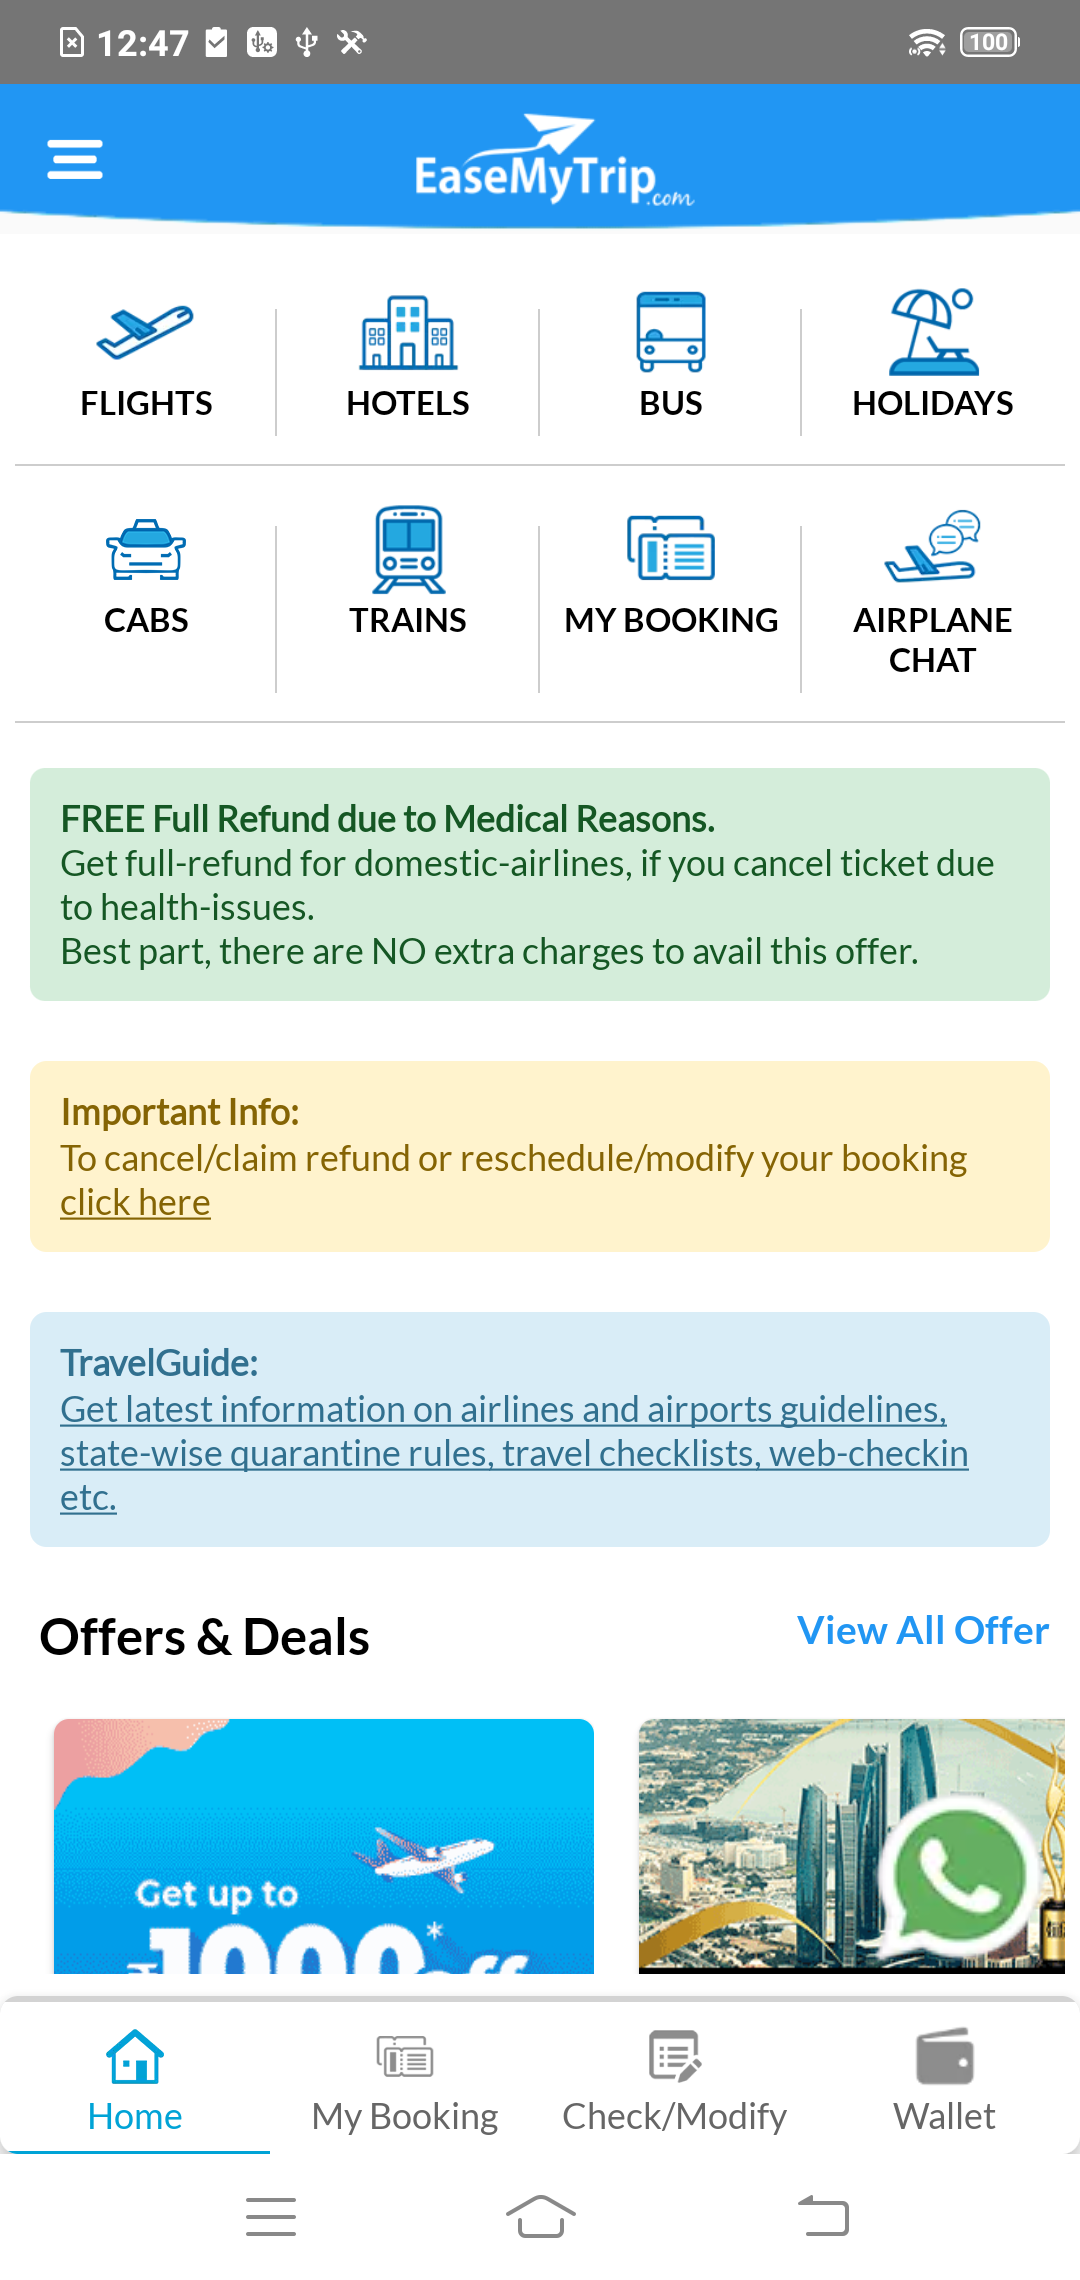 12:47
100
EaseMyTrip.com
FLIGHTS
HOTELS
BUS
HOLIDAYS
CABS
TRAINS
MY BOOKING
AIRPLANE
CHAT
FREE Full Refund due to Medical Reasons.
Get full-refund for domestic-airlines, if you cancel ticket due
to health-issues.
Best part, there are NO extra charges to avail this offer.
Important Info:
To cancel/claim refund or reschedule/modify your booking
click here
TravelGuide:
Get latest information on airlines and airports guidelines,
state-wise quarantine rules, travel checklists, web-checkin
etc.
Offers & Deals
View All Offer
Get up to
₹1000* off
Home
My Booking
Check/Modify
Wallet